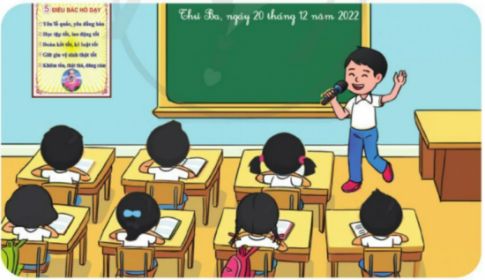 5 ĐIỀU BÁC HỒ DẠY
Yêu Tổ quốc, yêu đồng bào
Học tập tốt, lao động tốt
Đoàn kết tốt, kỉ luật tốt
Giữ gìn vệ sinh thật tốt
Khiêm tốn, thật thà, dũng cảm
Thứ Ba, ngày 20 tháng 12 năm 2022